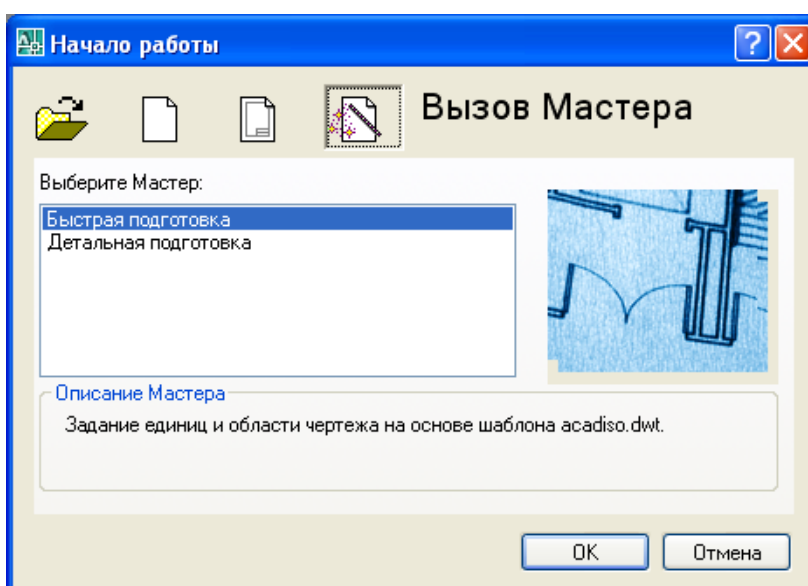 Начало работы
Вызов Мастера
Выберите Мастер:
Быстрая подготовка
Детальная подготовка
Описание Мастера
Задание единиц и области чертежа на основе шаблона acadiso.dwt.
OK
Отмена